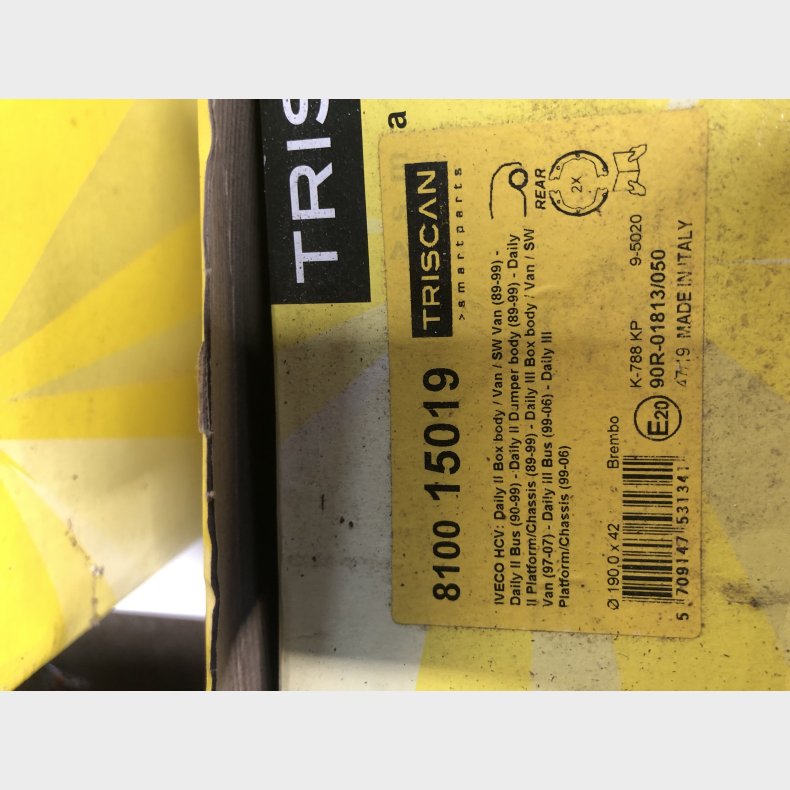 TRIS
a
TRISCAN
>smartparts
8100 15019
REAR
2X
IVECO HCV: Daily II Box body / Van / SW Van (89-99) -
Daily II Bus (90-99) - Daily II Dumper body (89-99) - Daily
II Platform/Chassis (89-99) - Daily III Box body / Van / SW
Van (97-07) - Daily III Bus (99-06) - Daily III
Platform/Chassis (99-06)
Ø 190,0 x 42
Brembo
K-788 KP
9-5020
E20
90R-01813/050
47/19 MADE IN ITALY
5 709147 531341